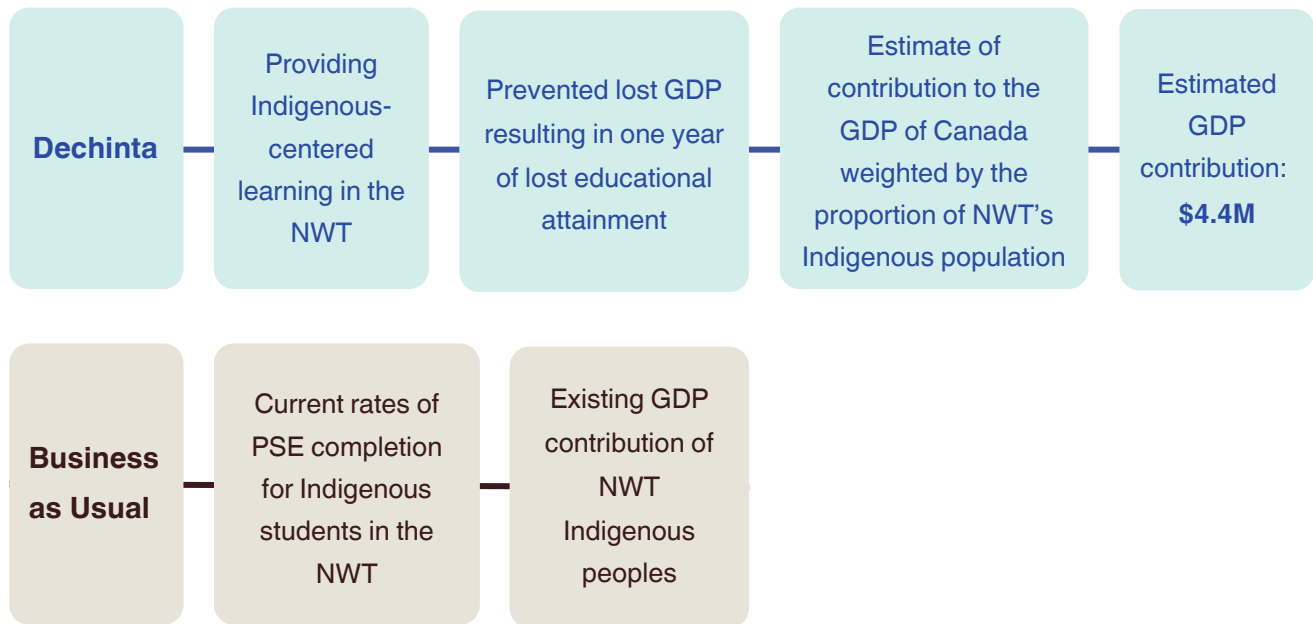 Dechinta
Providing
Indigenous-
centered
learning in the
NWT
Prevented lost GDP
resulting in one year
of lost educational
attainment
Estimate of
contribution to the
GDP of Canada
weighted by the
proportion of NWT’s
Indigenous population
Estimated
GDP
contribution:
$4.4M
Business
as Usual
Current rates of
PSE completion
for Indigenous
students in the
NWT
Existing GDP
contribution of
NWT
Indigenous
peoples